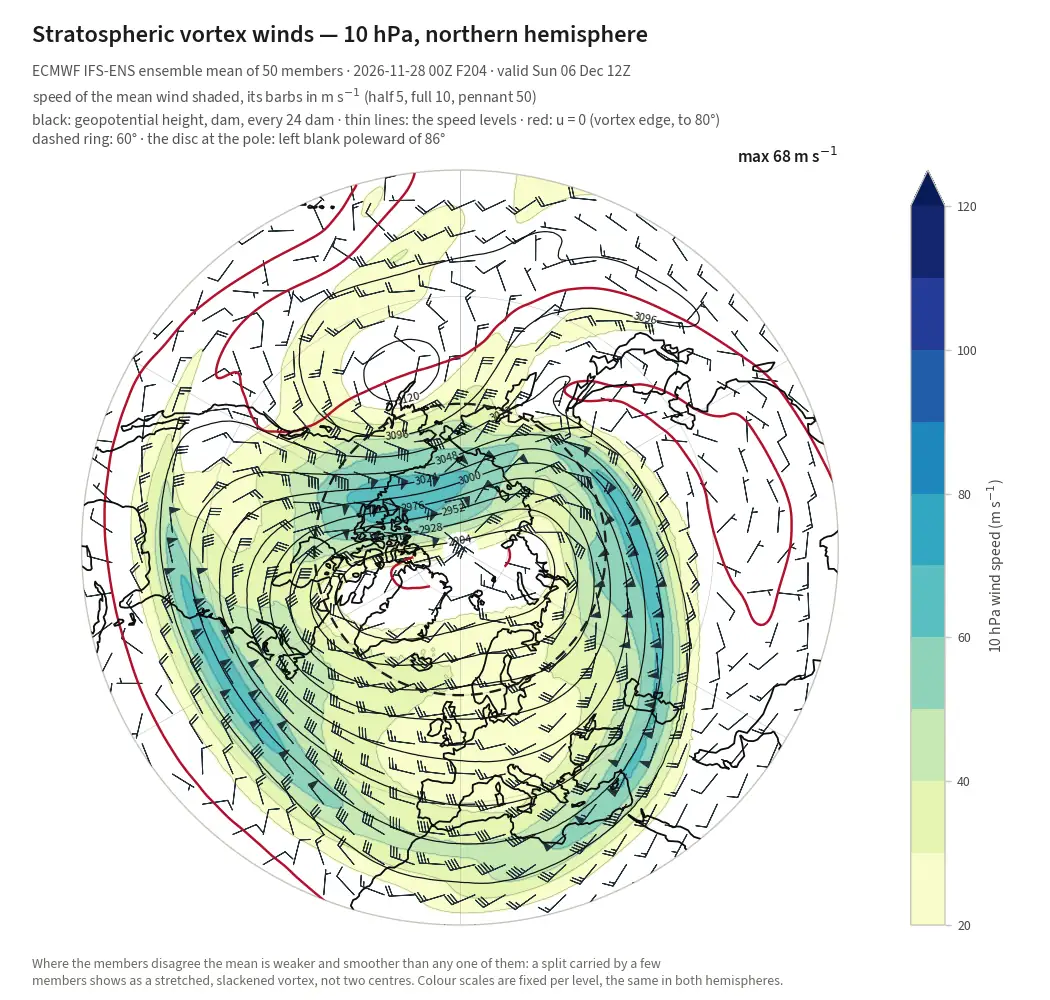 Stratospheric vortex winds — 10 hPa, northern hemisphere
ECMWF IFS-ENS ensemble mean of 50 members · 2026-11-28 00Z F204 · valid Sun 06 Dec 12Z
speed of the mean wind shaded, its barbs in m s⁻¹ (half 5, full 10, pennant 50)
black: geopotential height, dam, every 24 dam · thin lines: the speed levels · red: u = 0 (vortex edge, to 80°)
dashed ring: 60° · the disc at the pole: left blank poleward of 86°
max 68 m s⁻¹
120
100
80
60
40
20
10 hPa wind speed (m s⁻¹)
3096
3096
3048
3000
2976
2952
2928
Where the members disagree the mean is weaker and smoother than any one of them: a split carried by a few
members shows as a stretched, slackened vortex, not two centres. Colour scales are fixed per level, the same in both hemispheres.